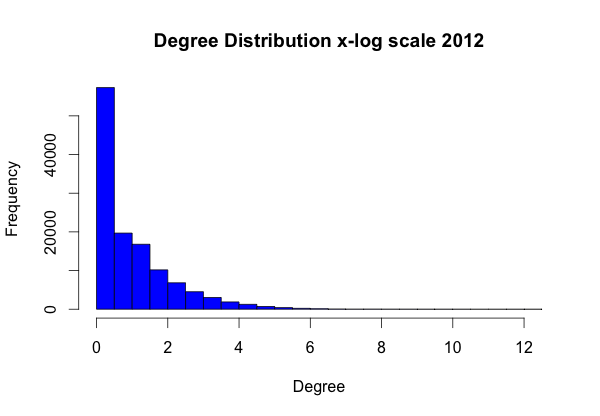 Degree Distribution x-log scale 2012
Frequency
40000
20000
0
0 2 4 6 8 10 12
Degree